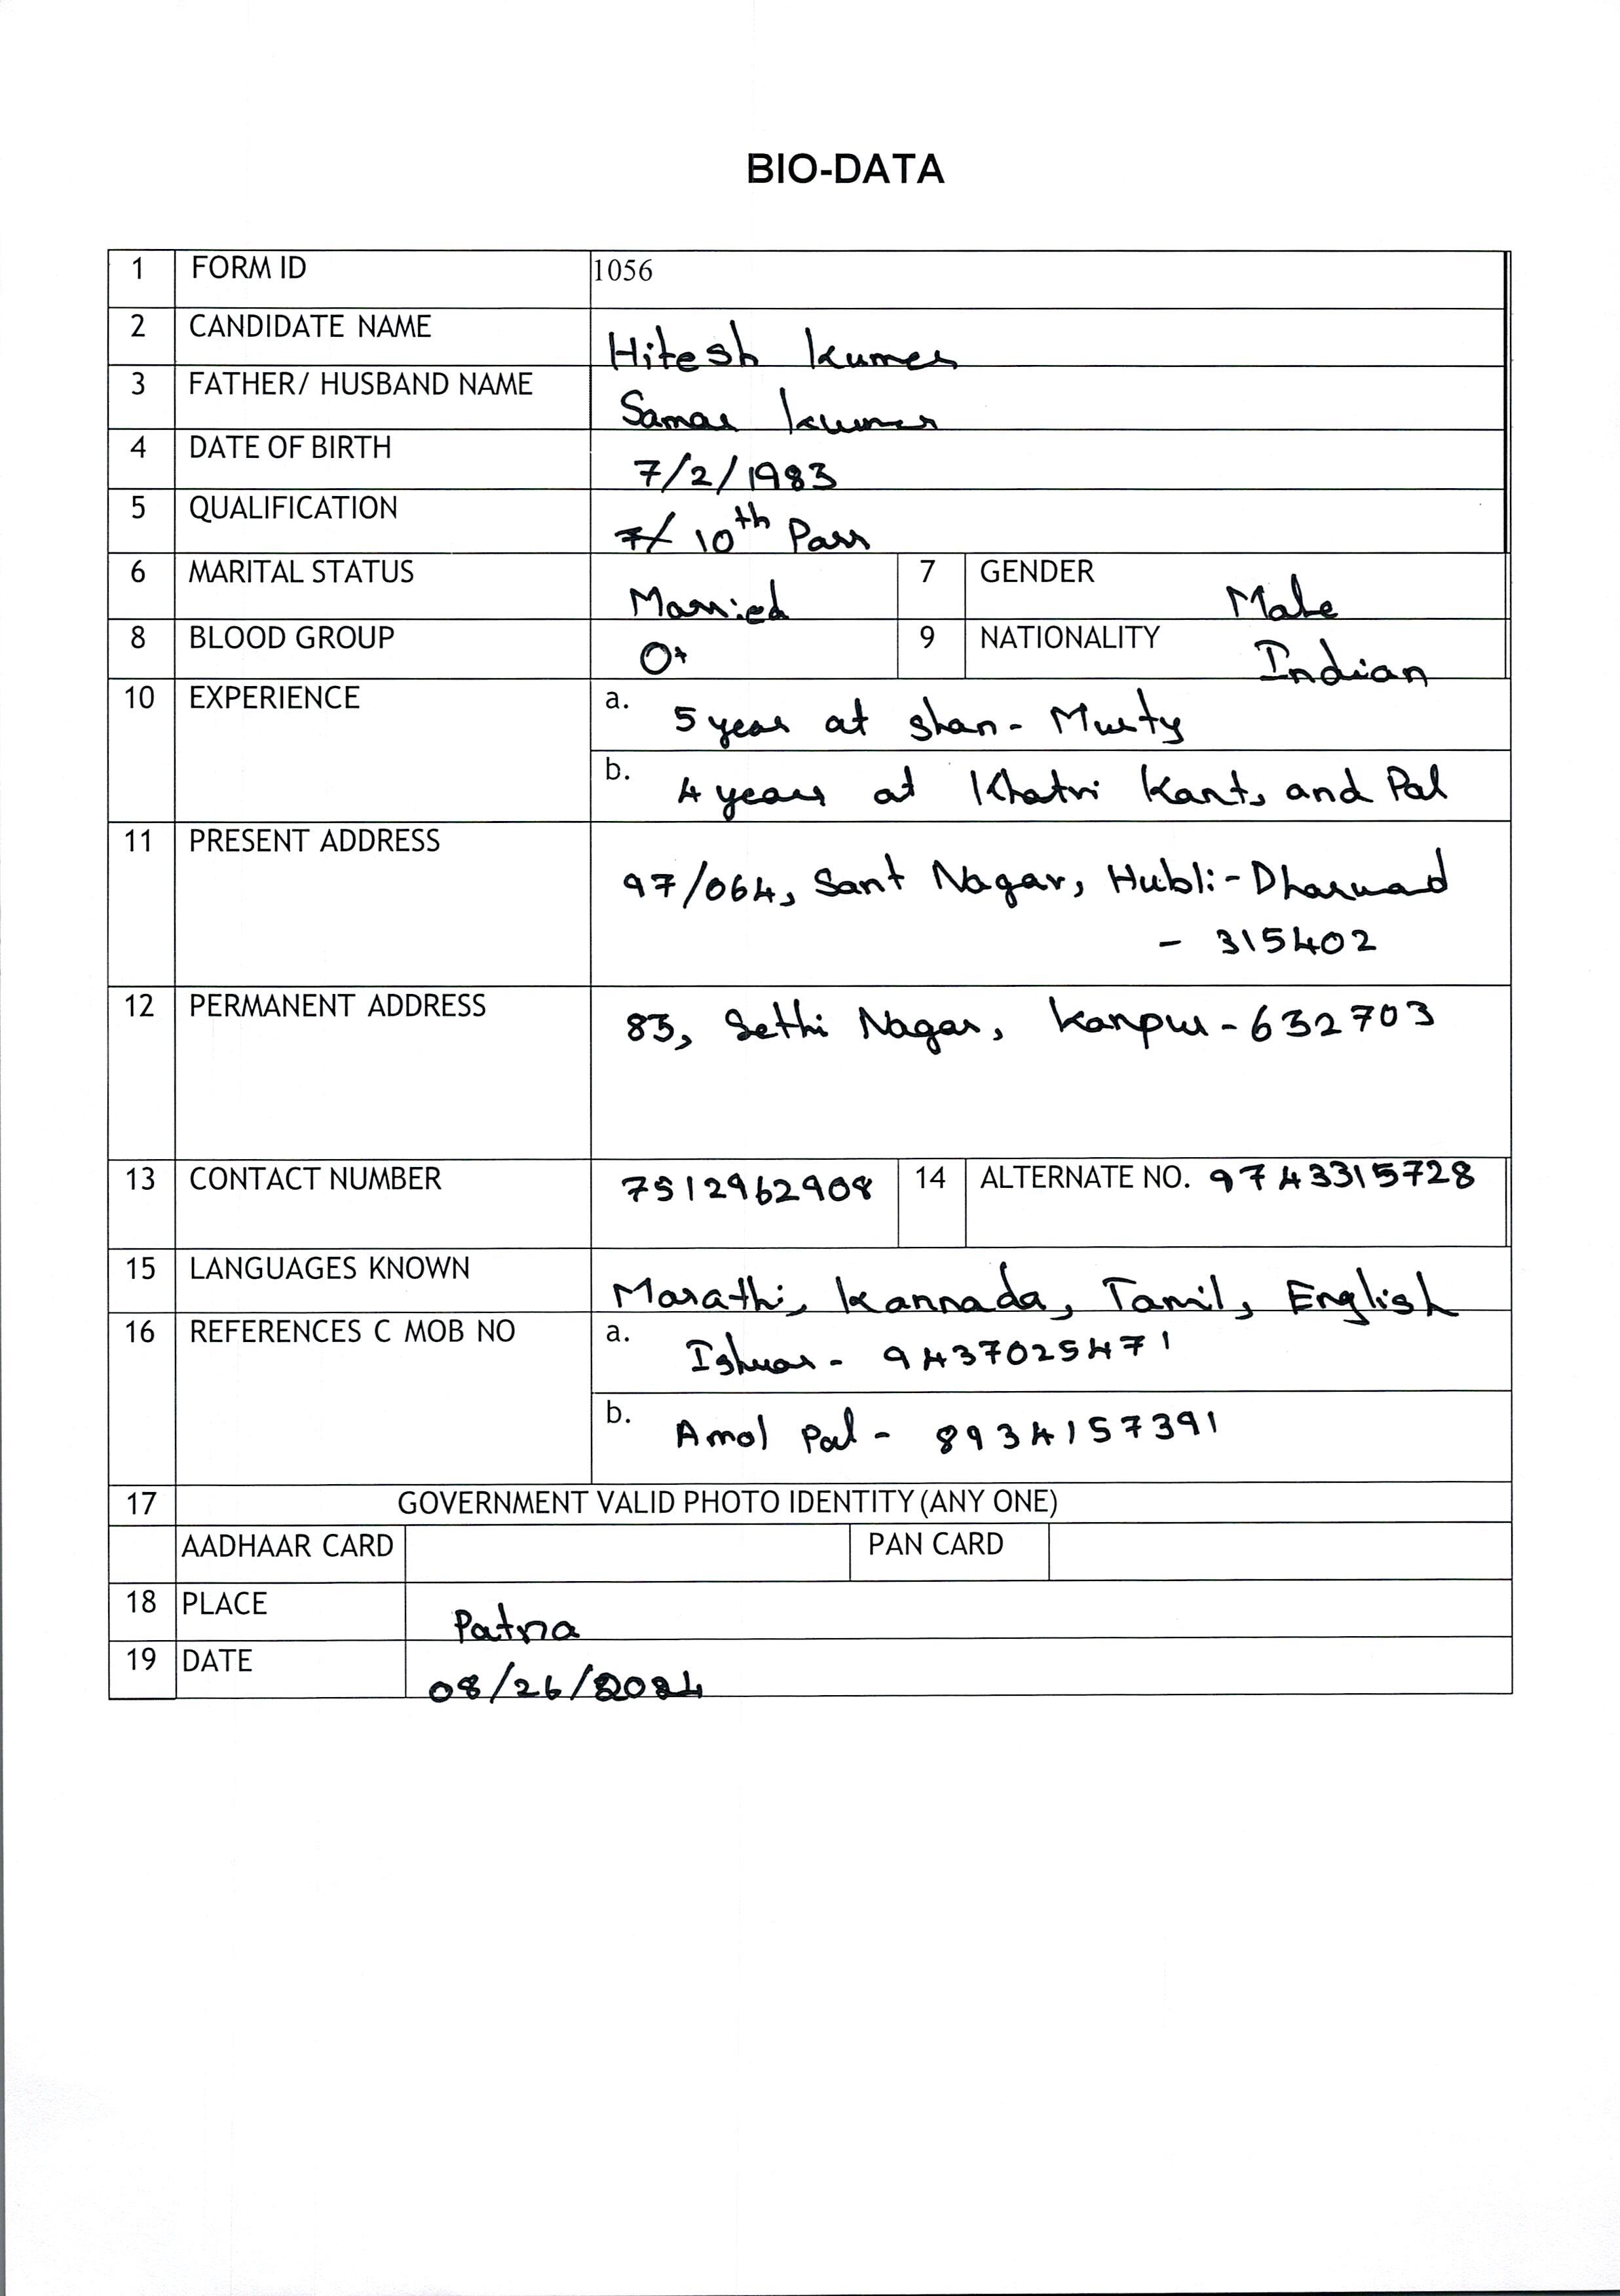 BIO-DATA
1 FORM ID 1056
2 CANDIDATE NAME Hitesh Kumar
3 FATHER/ HUSBAND NAME Samar Kumar
4 DATE OF BIRTH 7/2/1983
5 QUALIFICATION 10th Pass
6 MARITAL STATUS Married 7 GENDER Male
8 BLOOD GROUP O+ 9 NATIONALITY Indian
10 EXPERIENCE a. 5 year at Shan-Murty
b. 4 years at Khatri Kant, and Pal
11 PRESENT ADDRESS 97/064, Sant Nagar, Hubli-Dharwad
- 315402
12 PERMANENT ADDRESS 83, Sethi Nagar, Kanpur-632703
13 CONTACT NUMBER 7512962908 14 ALTERNATE NO. 9743315728
15 LANGUAGES KNOWN Marathi, Kannada, Tamil, English
16 REFERENCES C MOB NO a. Ishwar - 9437025471
b. Amol Pal - 8934157391
17 GOVERNMENT VALID PHOTO IDENTITY (ANY ONE)
AADHAAR CARD PAN CARD
18 PLACE Patna
19 DATE 08/26/2024